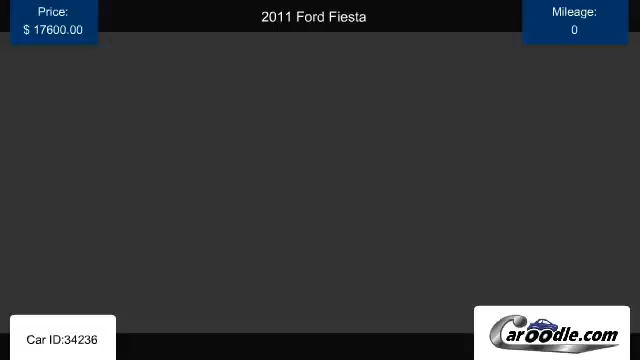 Price:
$ 17600.00
2011 Ford Fiesta
Mileage:
0
Car ID:34236
Caroodle.com